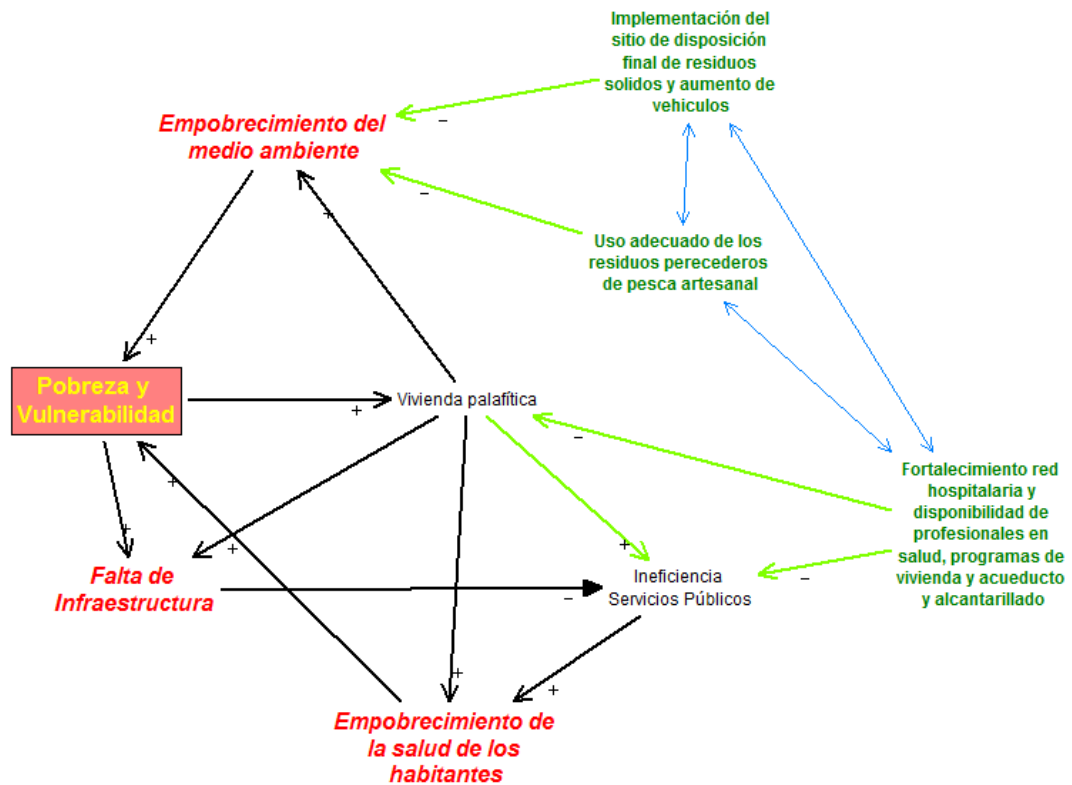 Implementación del
sitio de disposición
final de residuos
solidos y aumento de
vehiculos
−
Empobrecimiento del
medio ambiente
−
+
Uso adecuado de los
residuos perecederos
de pesca artesanal
+
Pobreza y
Vulnerabilidad
+
Vivienda palafítica
−
+
+
+
+
Fortalecimiento red
hospitalaria y
disponibilidad de
profesionales en
salud, programas de
vivienda y acueducto
y alcantarillado
−
Falta de
Infraestructura
−
Ineficiencia
Servicios Públicos
+
+
Empobrecimiento de
la salud de los
habitantes